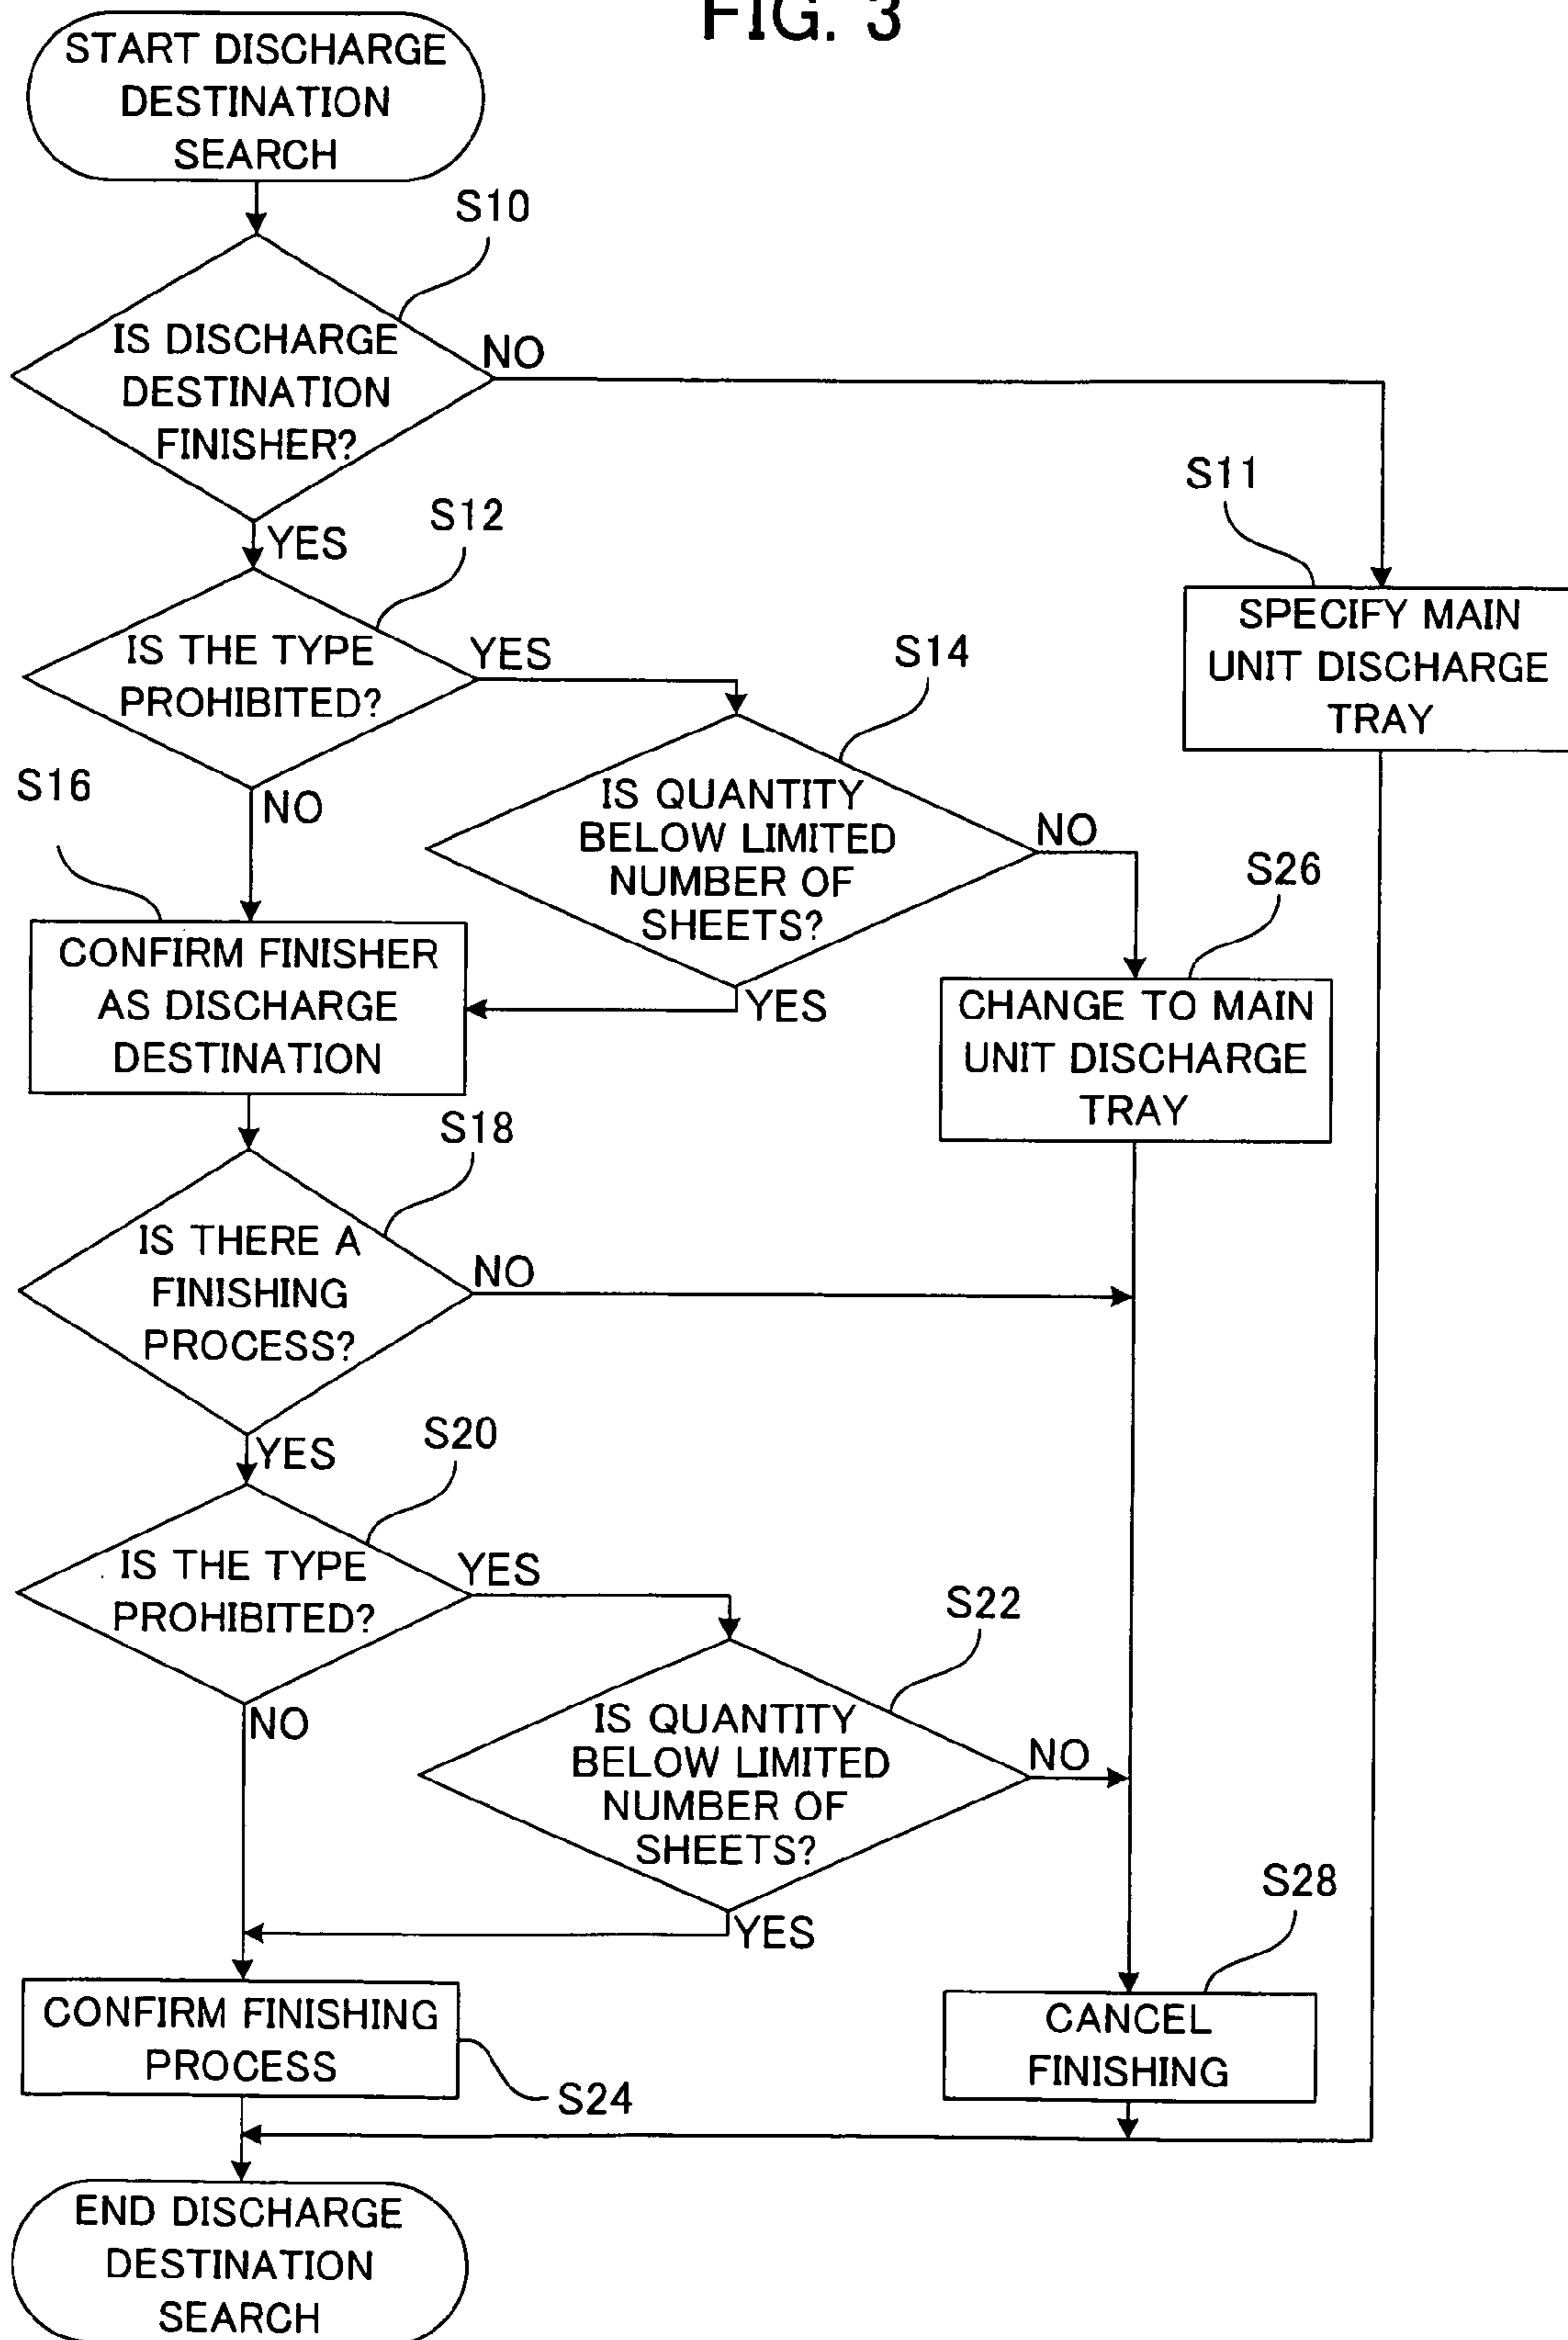 FIG. 3
START DISCHARGE
DESTINATION
SEARCH
S10
IS DISCHARGE
DESTINATION
FINISHER?
NO
YES
S11
SPECIFY MAIN
UNIT DISCHARGE
TRAY
S12
IS THE TYPE
PROHIBITED?
YES
NO
S14
IS QUANTITY
BELOW LIMITED
NUMBER OF
SHEETS?
NO
YES
S16
CONFIRM FINISHER
AS DISCHARGE
DESTINATION
S26
CHANGE TO MAIN
UNIT DISCHARGE
TRAY
S18
IS THERE A
FINISHING
PROCESS?
NO
YES
S20
IS THE TYPE
PROHIBITED?
YES
NO
S22
IS QUANTITY
BELOW LIMITED
NUMBER OF
SHEETS?
NO
YES
S28
CANCEL
FINISHING
CONFIRM FINISHING
PROCESS
S24
END DISCHARGE
DESTINATION
SEARCH